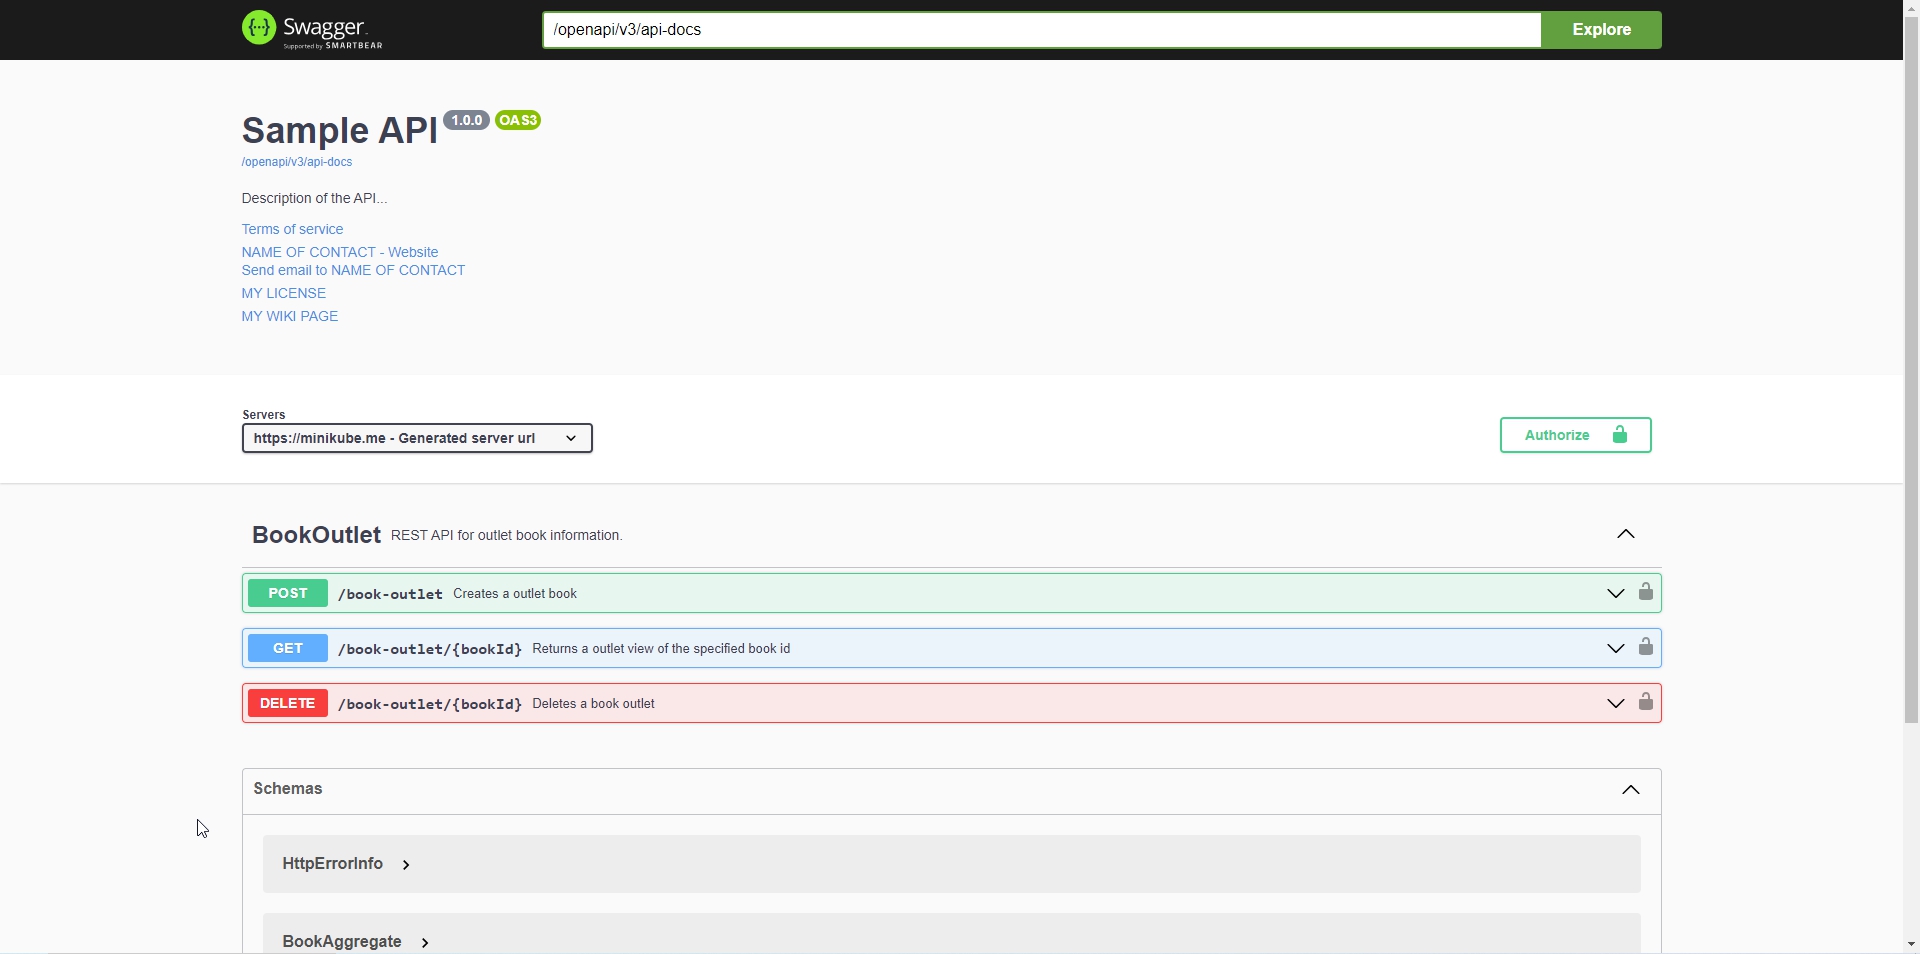 Swagger
Supported by SMARTBEAR
/openapi/v3/api-docs
Explore
Sample API 1.0.0 OAS3
/openapi/v3/api-docs
Description of the API...
Terms of service
NAME OF CONTACT - Website
Send email to NAME OF CONTACT
MY LICENSE
MY WIKI PAGE
Servers
https://minikube.me - Generated server url
Authorize
BookOutlet REST API for outlet book information.
POST /book-outlet Creates a outlet book
GET /book-outlet/{bookId} Returns a outlet view of the specified book id
DELETE /book-outlet/{bookId} Deletes a book outlet
Schemas
HttpErrorInfo
BookAggregate